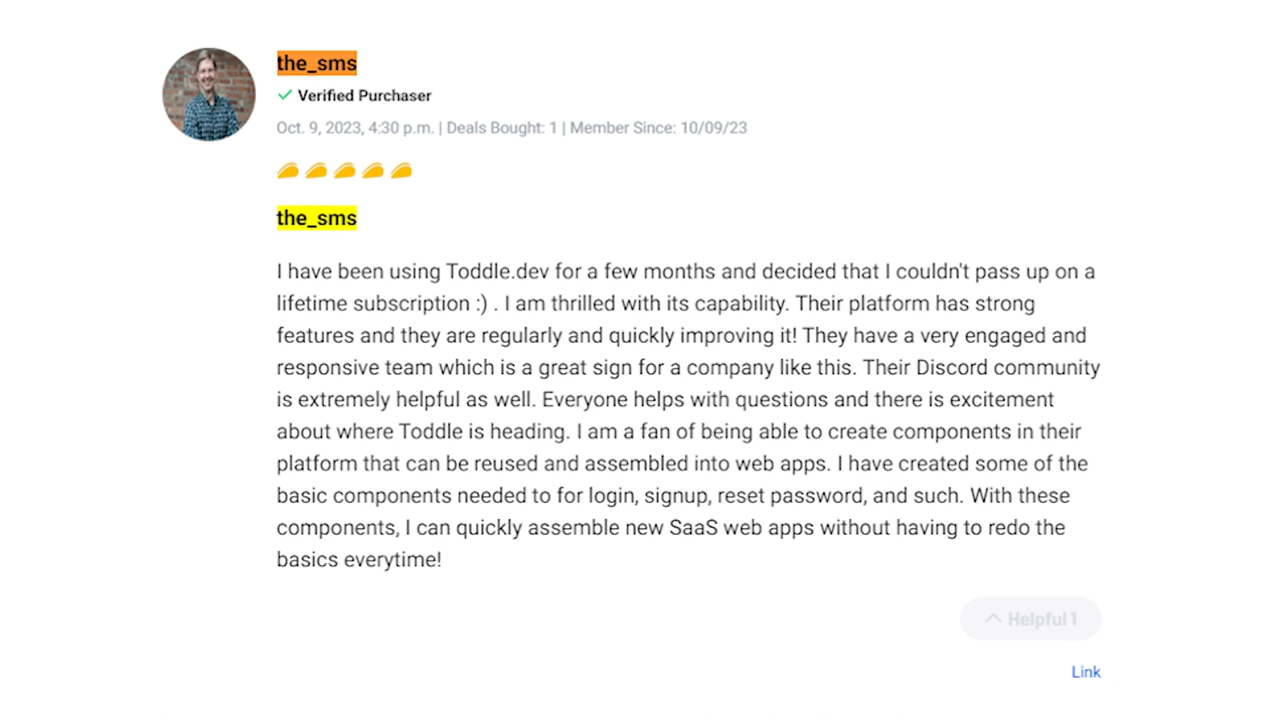 the_sms
Verified Purchaser
Oct. 9, 2023, 4:30 p.m. | Deals Bought: 1 | Member Since: 10/09/23
the_sms
I have been using Toddle.dev for a few months and decided that I couldn't pass up on a
lifetime subscription :) . I am thrilled with its capability. Their platform has strong
features and they are regularly and quickly improving it! They have a very engaged and
responsive team which is a great sign for a company like this. Their Discord community
is extremely helpful as well. Everyone helps with questions and there is excitement
about where Toddle is heading. I am a fan of being able to create components in their
platform that can be reused and assembled into web apps. I have created some of the
basic components needed to for login, signup, reset password, and such. With these
components, I can quickly assemble new SaaS web apps without having to redo the
basics everytime!
Helpful 1
Link